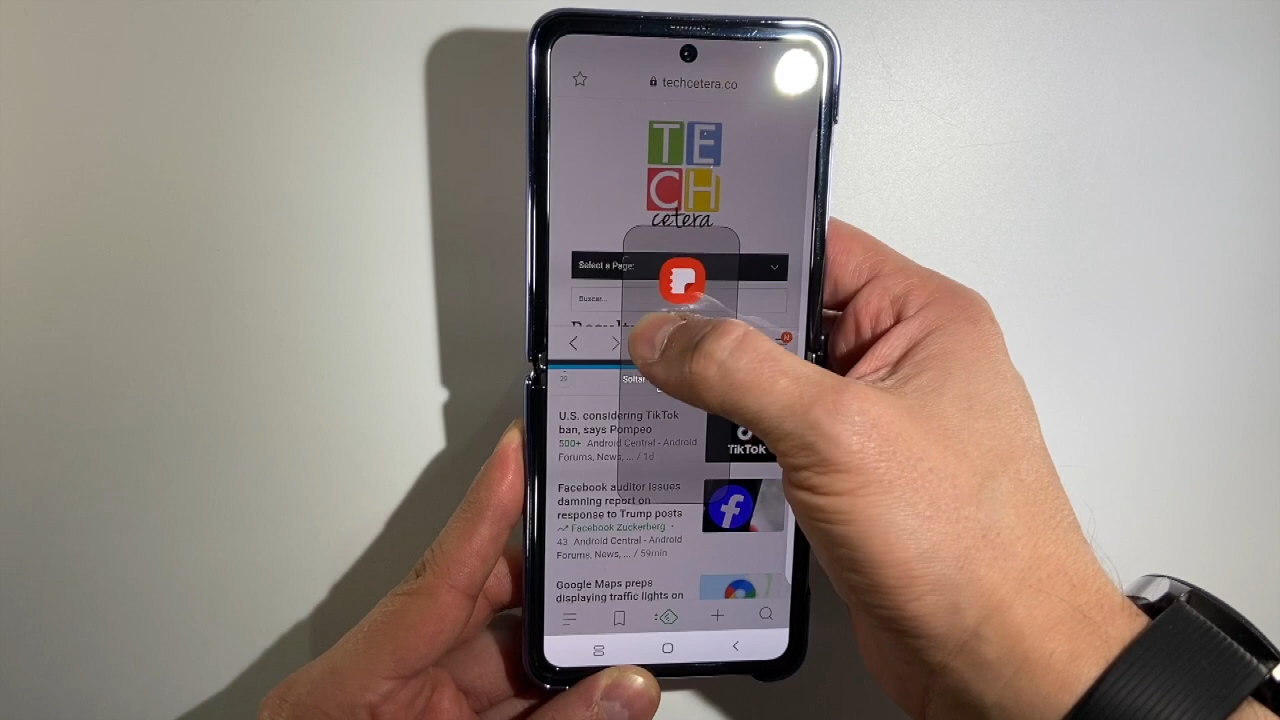 techcetera.co
TE
CH
cetera
Select a Page:
Buscar...
29
Soltar
U.S. considering TikTok
ban, says Pompeo
500+ Android Central - Android
Forums, News, ... / 1d
TikTok
Facebook auditor issues
damning report on
response to Trump posts
Facebook Zuckerberg •
43 Android Central - Android
Forums, News, ... / 59min
Google Maps preps
displaying traffic lights on